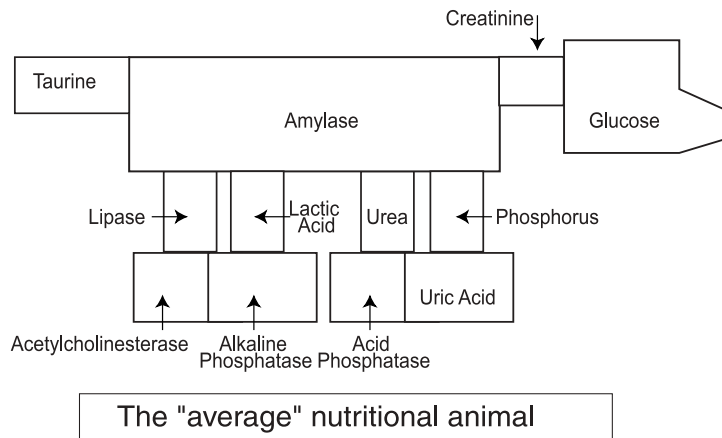 Creatinine
Taurine
Amylase
Glucose
Lipase
Lactic
Acid
Urea
Phosphorus
Uric Acid
Acetylcholinesterase
Alkaline
Phosphatase
Acid
Phosphatase
The "average" nutritional animal